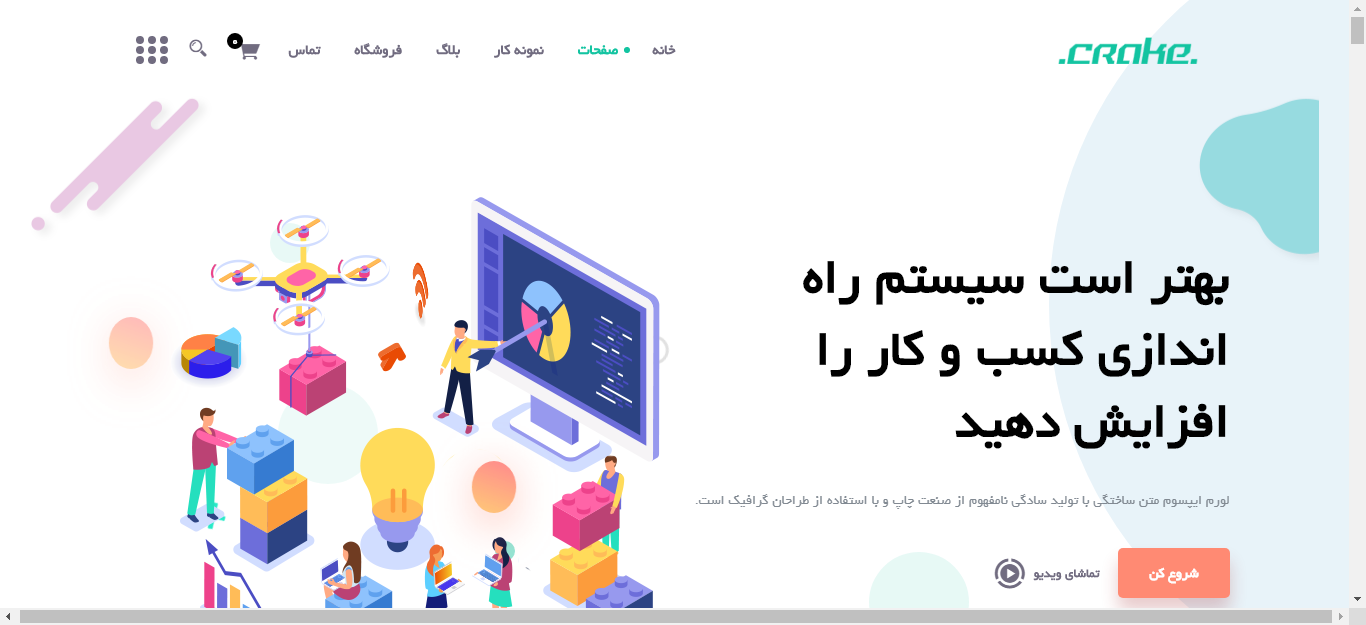 .crake.
خانه
صفحات
نمونه کار
بلاگ
فروشگاه
تماس
بهتر است سیستم راه
اندازی کسب و کار را
افزایش دهید
لورم ایپسوم متن ساختگی با تولید سادگی نامفهوم از صنعت چاپ و با استفاده از طراحان گرافیک است.
شروع کن
تماشای ویدیو